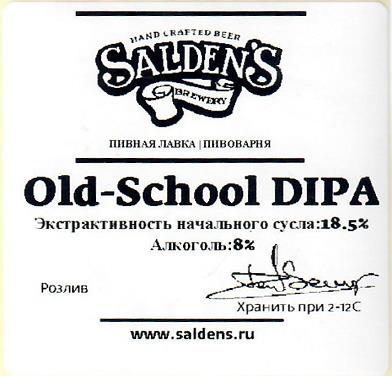 HAND CRAFTED BEER
SALDEN'S
BREWERY
ПИВНАЯ ЛАВКА | ПИВОВАРНЯ
Old-School DIPA
Экстрактивность начального сусла:18.5%
Алкоголь:8%
Розлив
Хранить при 2-12С
www.saldens.ru